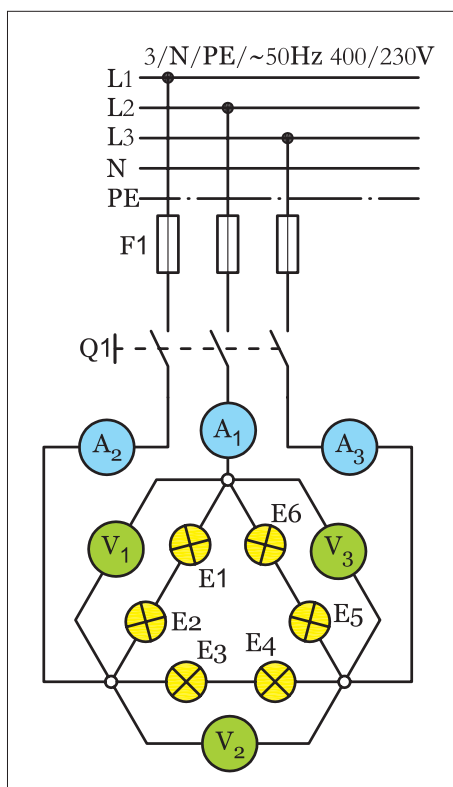 3/N/PE/~50Hz 400/230V
L1
L2
L3
N
PE
F1
Q1
A1
A2
A3
E6
V1
V3
E1
E2
E5
E3
E4
V2